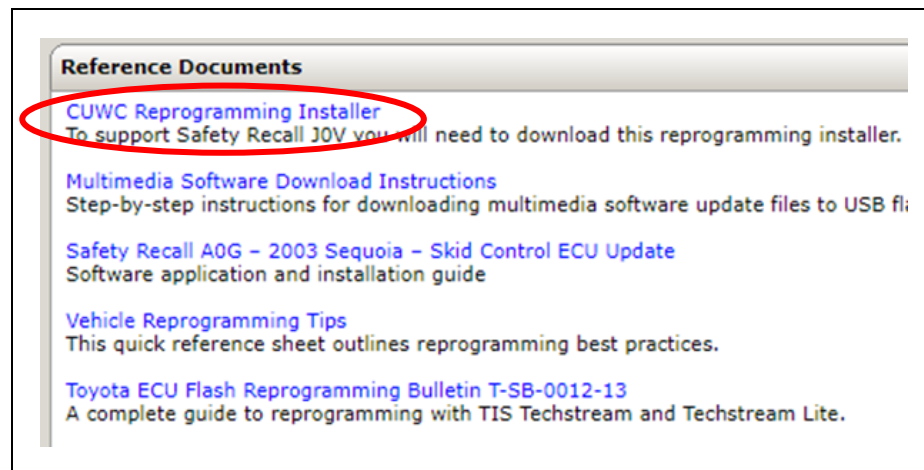 Reference Documents
CUWC Reprogramming Installer
To support Safety Recall J0V you will need to download this reprogramming installer.
Multimedia Software Download Instructions
Step-by-step instructions for downloading multimedia software update files to USB
Safety Recall A0G – 2003 Sequoia – Skid Control ECU Update
Software application and installation guide
Vehicle Reprogramming Tips
This quick reference sheet outlines reprogramming best practices.
Toyota ECU Flash Reprogramming Bulletin T-SB-0012-13
A complete guide to reprogramming with TIS Techstream and Techstream Lite.